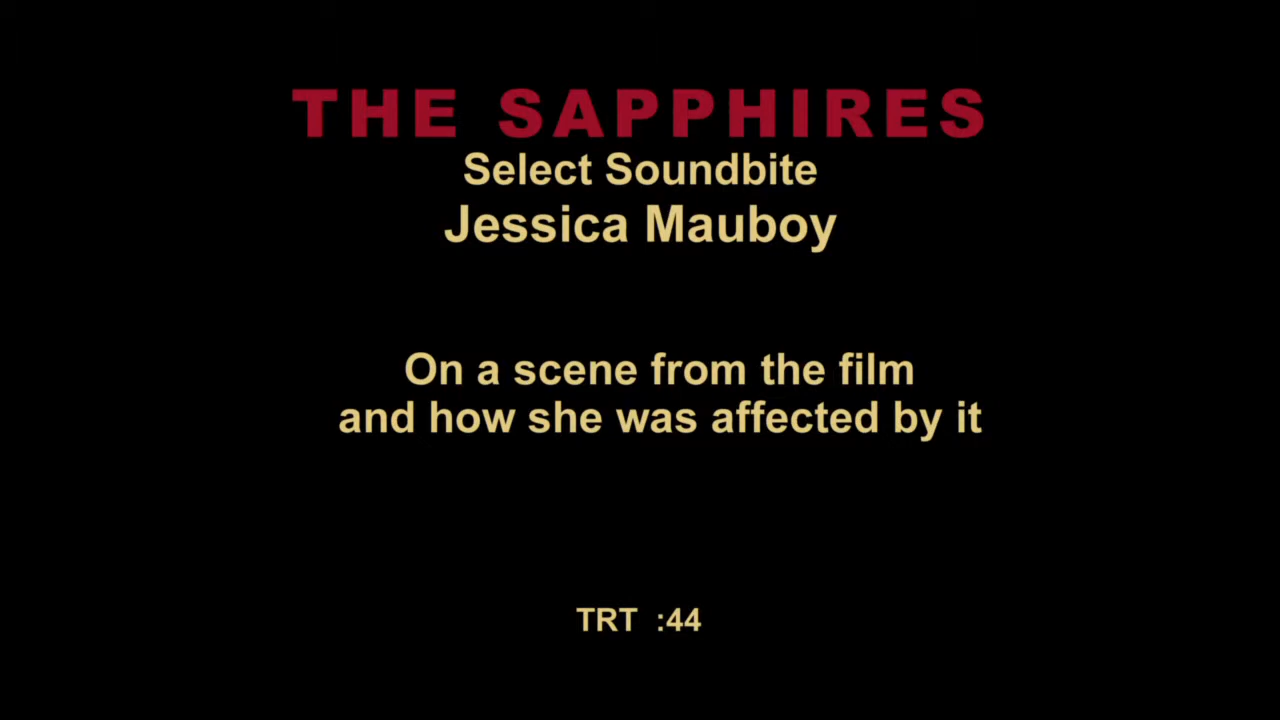 THE SAPPHIRES
Select Soundbite
Jessica Mauboy
On a scene from the film
and how she was affected by it
TRT :44